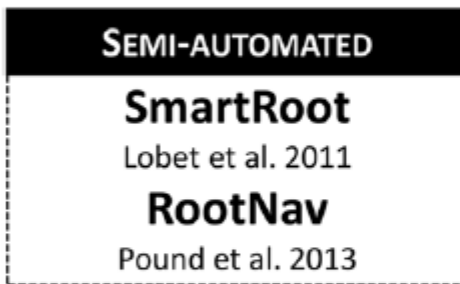 SEMI-AUTOMATED
SmartRoot
Lobet et al. 2011
RootNav
Pound et al. 2013